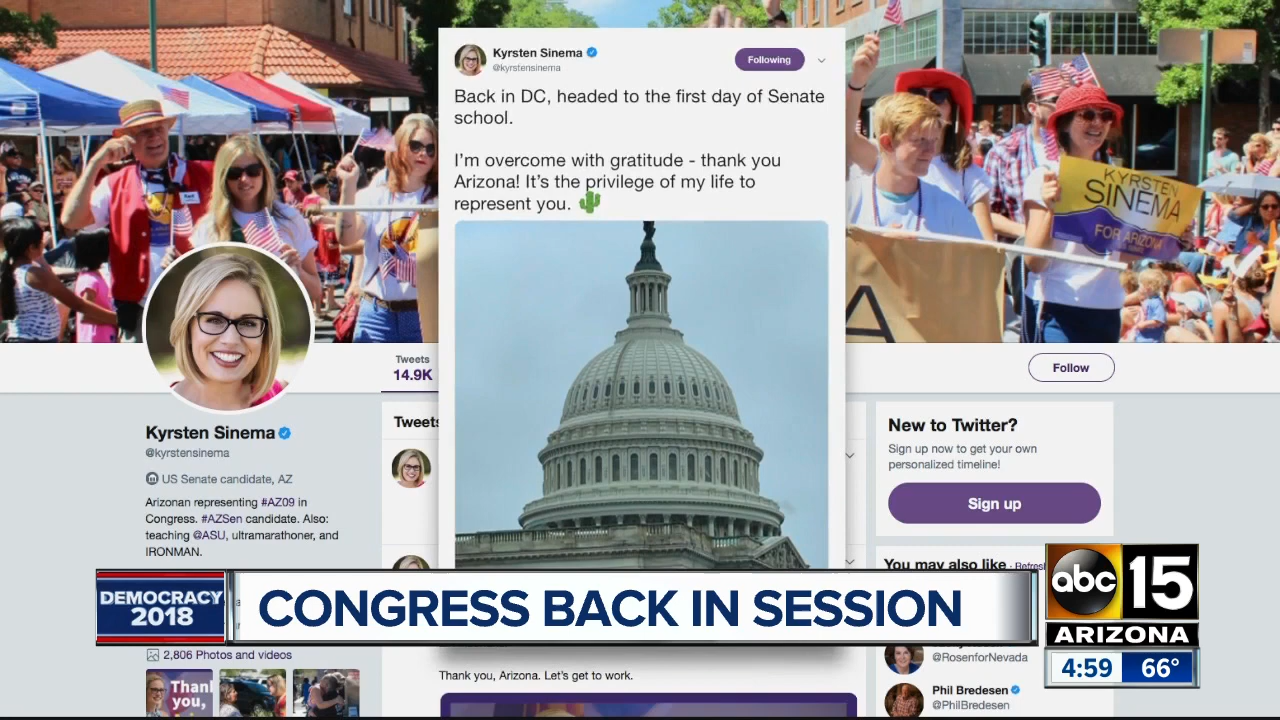 Kyrsten Sinema
@kyrstensinema
Following
Back in DC, headed to the first day of Senate
school.
I'm overcome with gratitude - thank you
Arizona! It's the privilege of my life to
represent you. 🌵
KYRSTEN
SINEMA
FOR ARIZONA
A
Tweets
14.9K
Follow
Kyrsten Sinema
@kyrstensinema
US Senate candidate, AZ
Arizonan representing #AZ09 in
Congress. #AZSen candidate. Also:
teaching @ASU, ultramarathoner, and
IRONMAN.
Tweets
New to Twitter?
Sign up now to get your own
personalized timeline!
Sign up
You may also like · Refresh
DEMOCRACY
2018
CONGRESS BACK IN SESSION
abc 15
ARIZONA
4:59 66°
2,806 Photos and videos
Thank
you,
Thank you, Arizona. Let's get to work.
@RosenforNevada
Phil Bredesen
@PhilBredesen